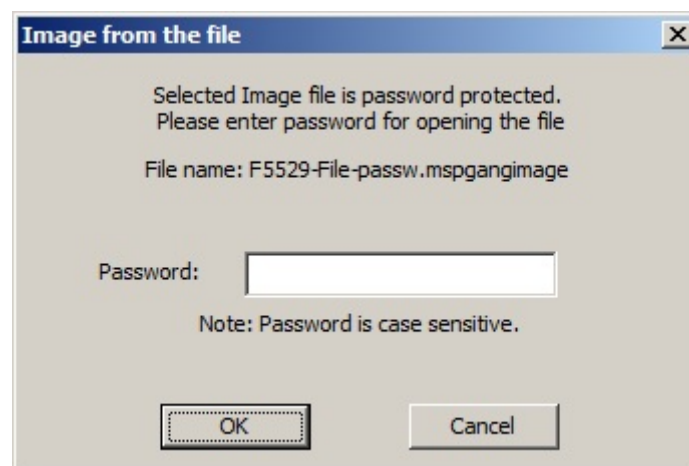 Image from the file
Selected Image file is password protected.
Please enter password for opening the file
File name: F5529-File-passw.mspgangimage
Password:
Note: Password is case sensitive.
OK
Cancel